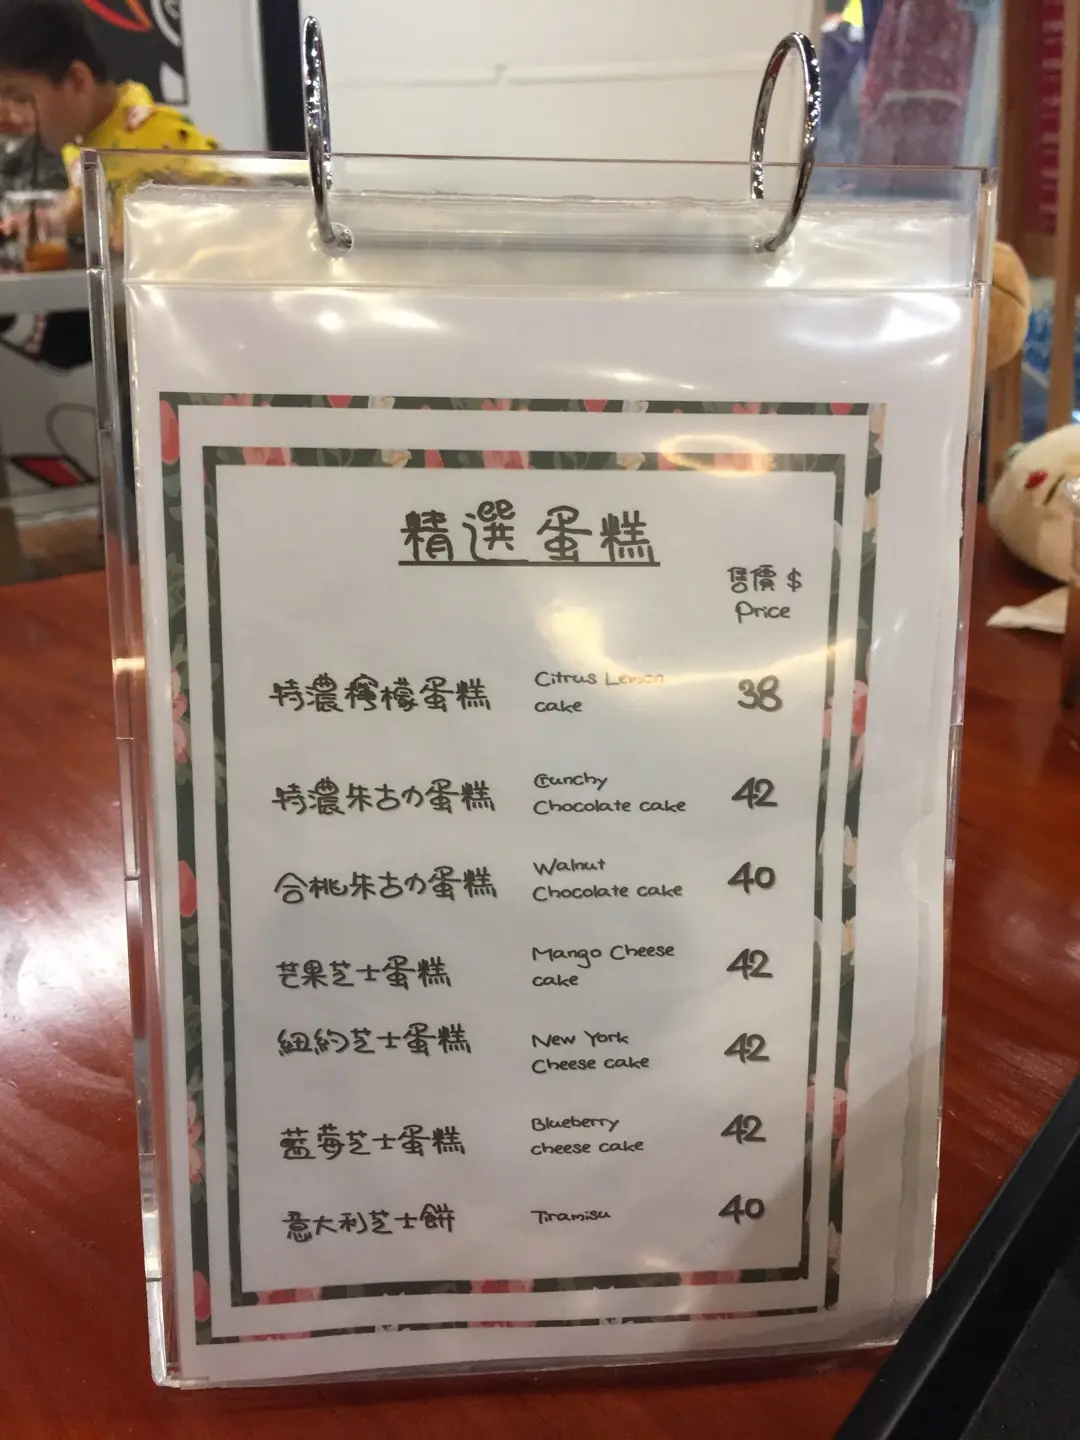 精選蛋糕
售價 $
Price
特濃檸檬蛋糕
Citrus Lemon
cake
38
特濃朱古力蛋糕
Crunchy
Chocolate cake
42
合桃朱古力蛋糕
Walnut
Chocolate cake
40
芒果芝士蛋糕
Mango Cheese
cake
42
紐約芝士蛋糕
New York
Cheese cake
42
藍莓芝士蛋糕
Blueberry
cheese cake
42
意大利芝士餅
Tiramisu
40